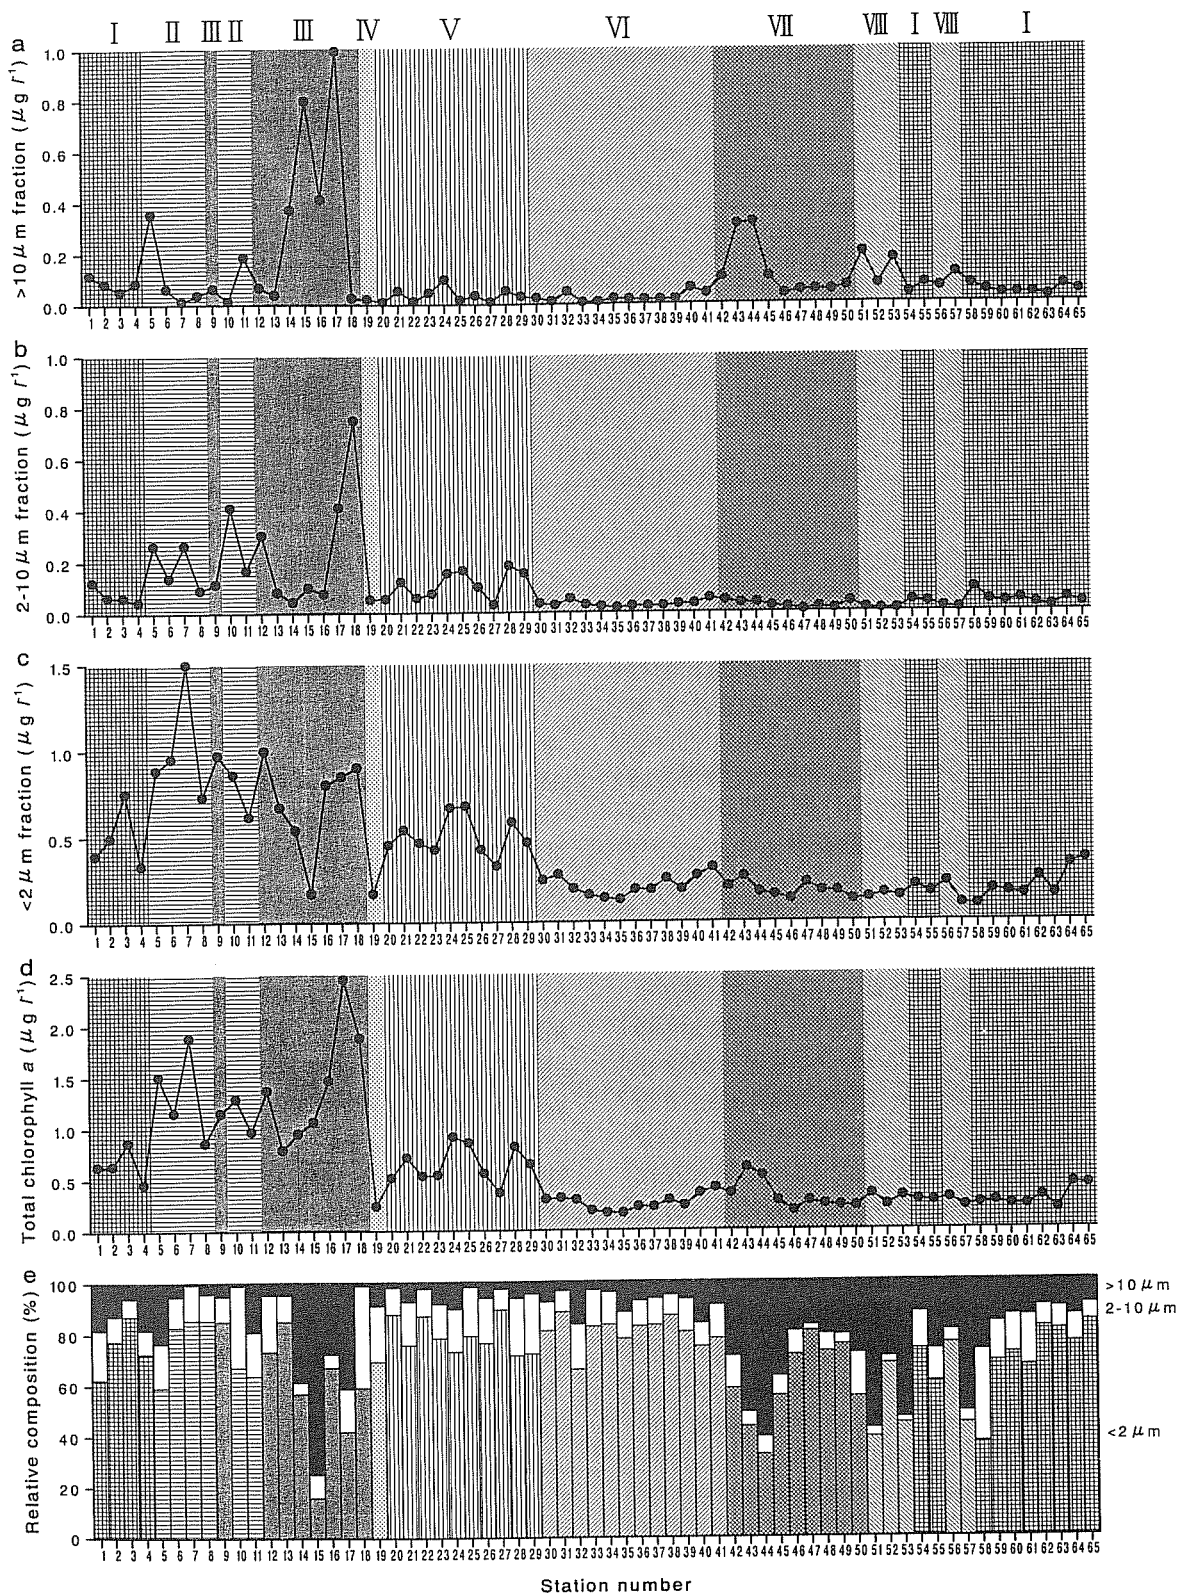 I II III II III IV V VI VII VIII I VIII I
a
>10 μm fraction (μg l⁻¹)
1.0
0.8
0.6
0.4
0.2
0.0
1 2 3 4 5 6 7 8 9 10 11 12 13 14 15 16 17 18 19 20 21 22 23 24 25 26 27 28 29 30 31 32 33 34 35 36 37 38 39 40 41 42 43 44 45 46 47 48 49 50 51 52 53 54 55 56 57 58 59 60 61 62 63 64 65
b
2-10 μm fraction (μg l⁻¹)
1.0
0.8
0.6
0.4
0.2
0.0
1 2 3 4 5 6 7 8 9 10 11 12 13 14 15 16 17 18 19 20 21 22 23 24 25 26 27 28 29 30 31 32 33 34 35 36 37 38 39 40 41 42 43 44 45 46 47 48 49 50 51 52 53 54 55 56 57 58 59 60 61 62 63 64 65
c
<2 μm fraction (μg l⁻¹)
1.5
1.0
0.5
0.0
1 2 3 4 5 6 7 8 9 10 11 12 13 14 15 16 17 18 19 20 21 22 23 24 25 26 27 28 29 30 31 32 33 34 35 36 37 38 39 40 41 42 43 44 45 46 47 48 49 50 51 52 53 54 55 56 57 58 59 60 61 62 63 64 65
d
Total chlorophyll a (μg l⁻¹)
2.5
2.0
1.5
1.0
0.5
0.0
1 2 3 4 5 6 7 8 9 10 11 12 13 14 15 16 17 18 19 20 21 22 23 24 25 26 27 28 29 30 31 32 33 34 35 36 37 38 39 40 41 42 43 44 45 46 47 48 49 50 51 52 53 54 55 56 57 58 59 60 61 62 63 64 65
e
Relative composition (%)
100
80
60
40
20
0
>10 μm
2-10 μm
<2 μm
1 2 3 4 5 6 7 8 9 10 11 12 13 14 15 16 17 18 19 20 21 22 23 24 25 26 27 28 29 30 31 32 33 34 35 36 37 38 39 40 41 42 43 44 45 46 47 48 49 50 51 52 53 54 55 56 57 58 59 60 61 62 63 64 65
Station number